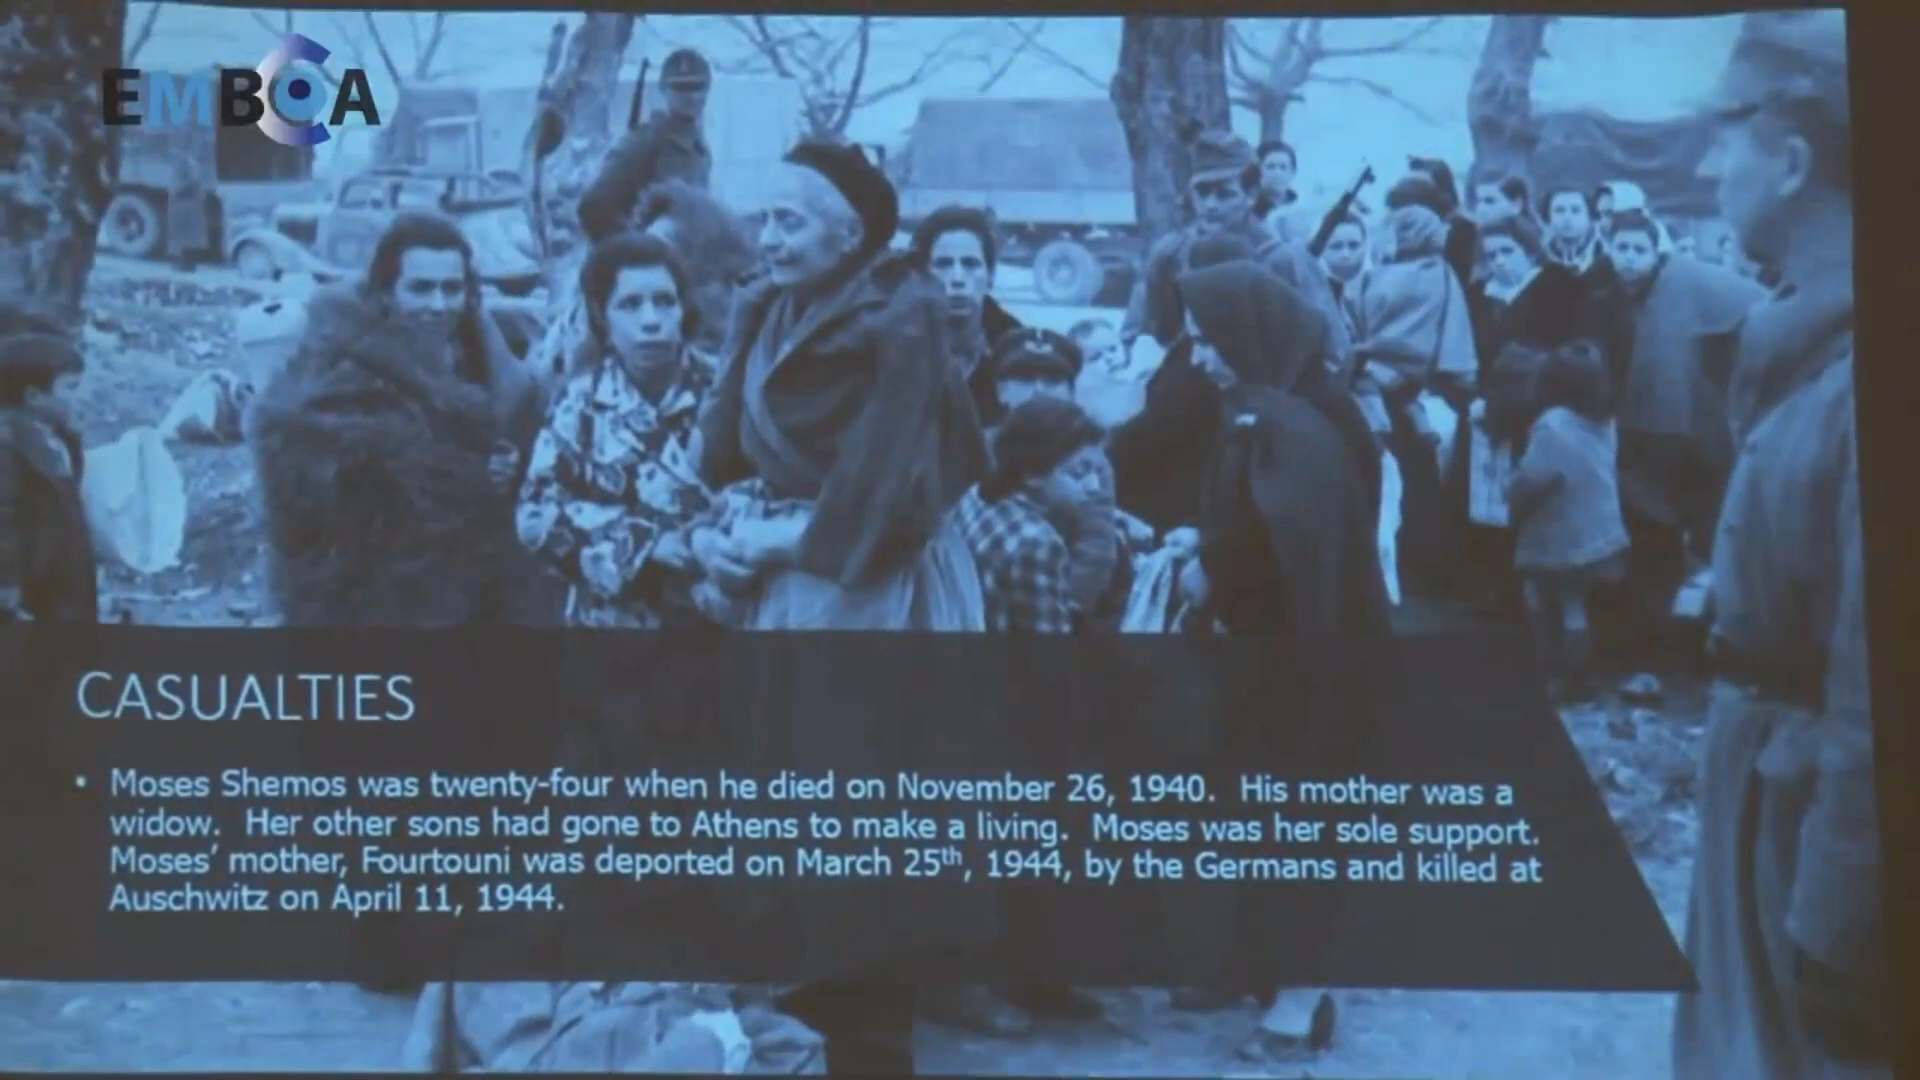 EMBCA
CASUALTIES
• Moses Shemos was twenty-four when he died on November 26, 1940. His mother was a
widow. Her other sons had gone to Athens to make a living. Moses was her sole support.
Moses’ mother, Fourtouni was deported on March 25th, 1944, by the Germans and killed at
Auschwitz on April 11, 1944.